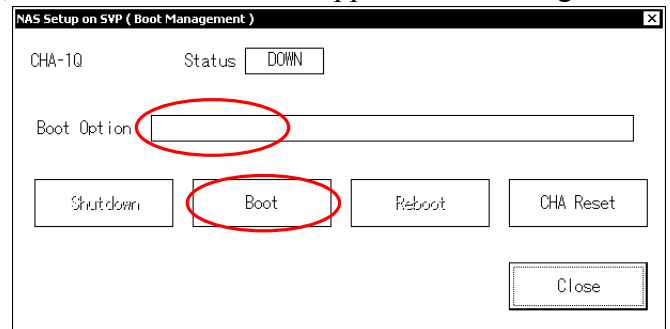 NAS Setup on SVP ( Boot Management ) x
CHA-1Q Status DOWN
Boot Option
Shutdown Boot Reboot CHA Reset
Close